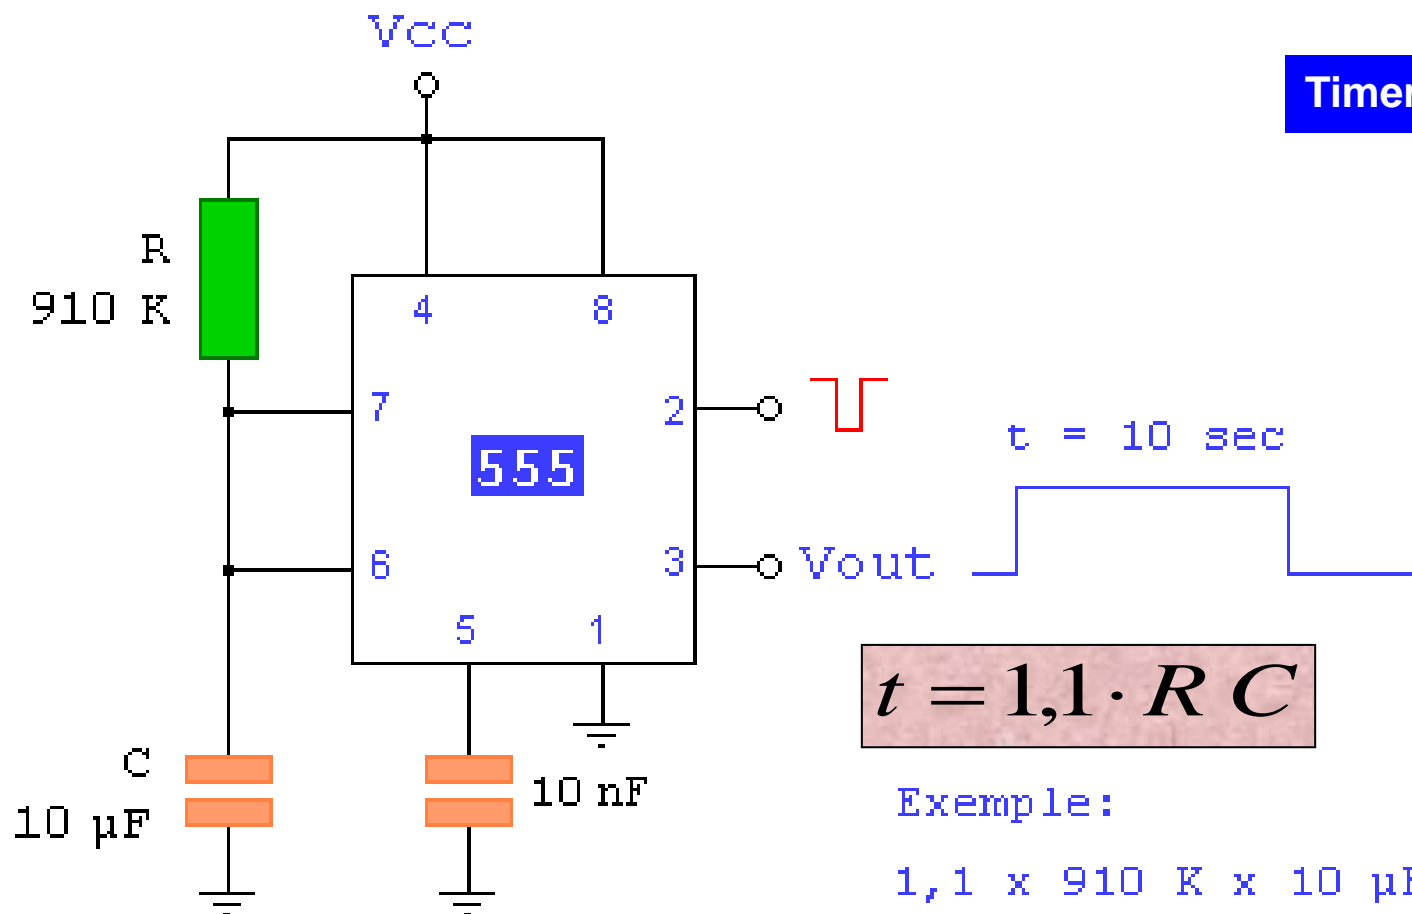 Vcc
Timer
R
910 K
4
8
7
2
555
t = 10 sec
6
3
Vout
5
1
t = 1,1 · R C
C
10 µF
10 nF
Exemple:
1,1 x 910 K x 10 µF